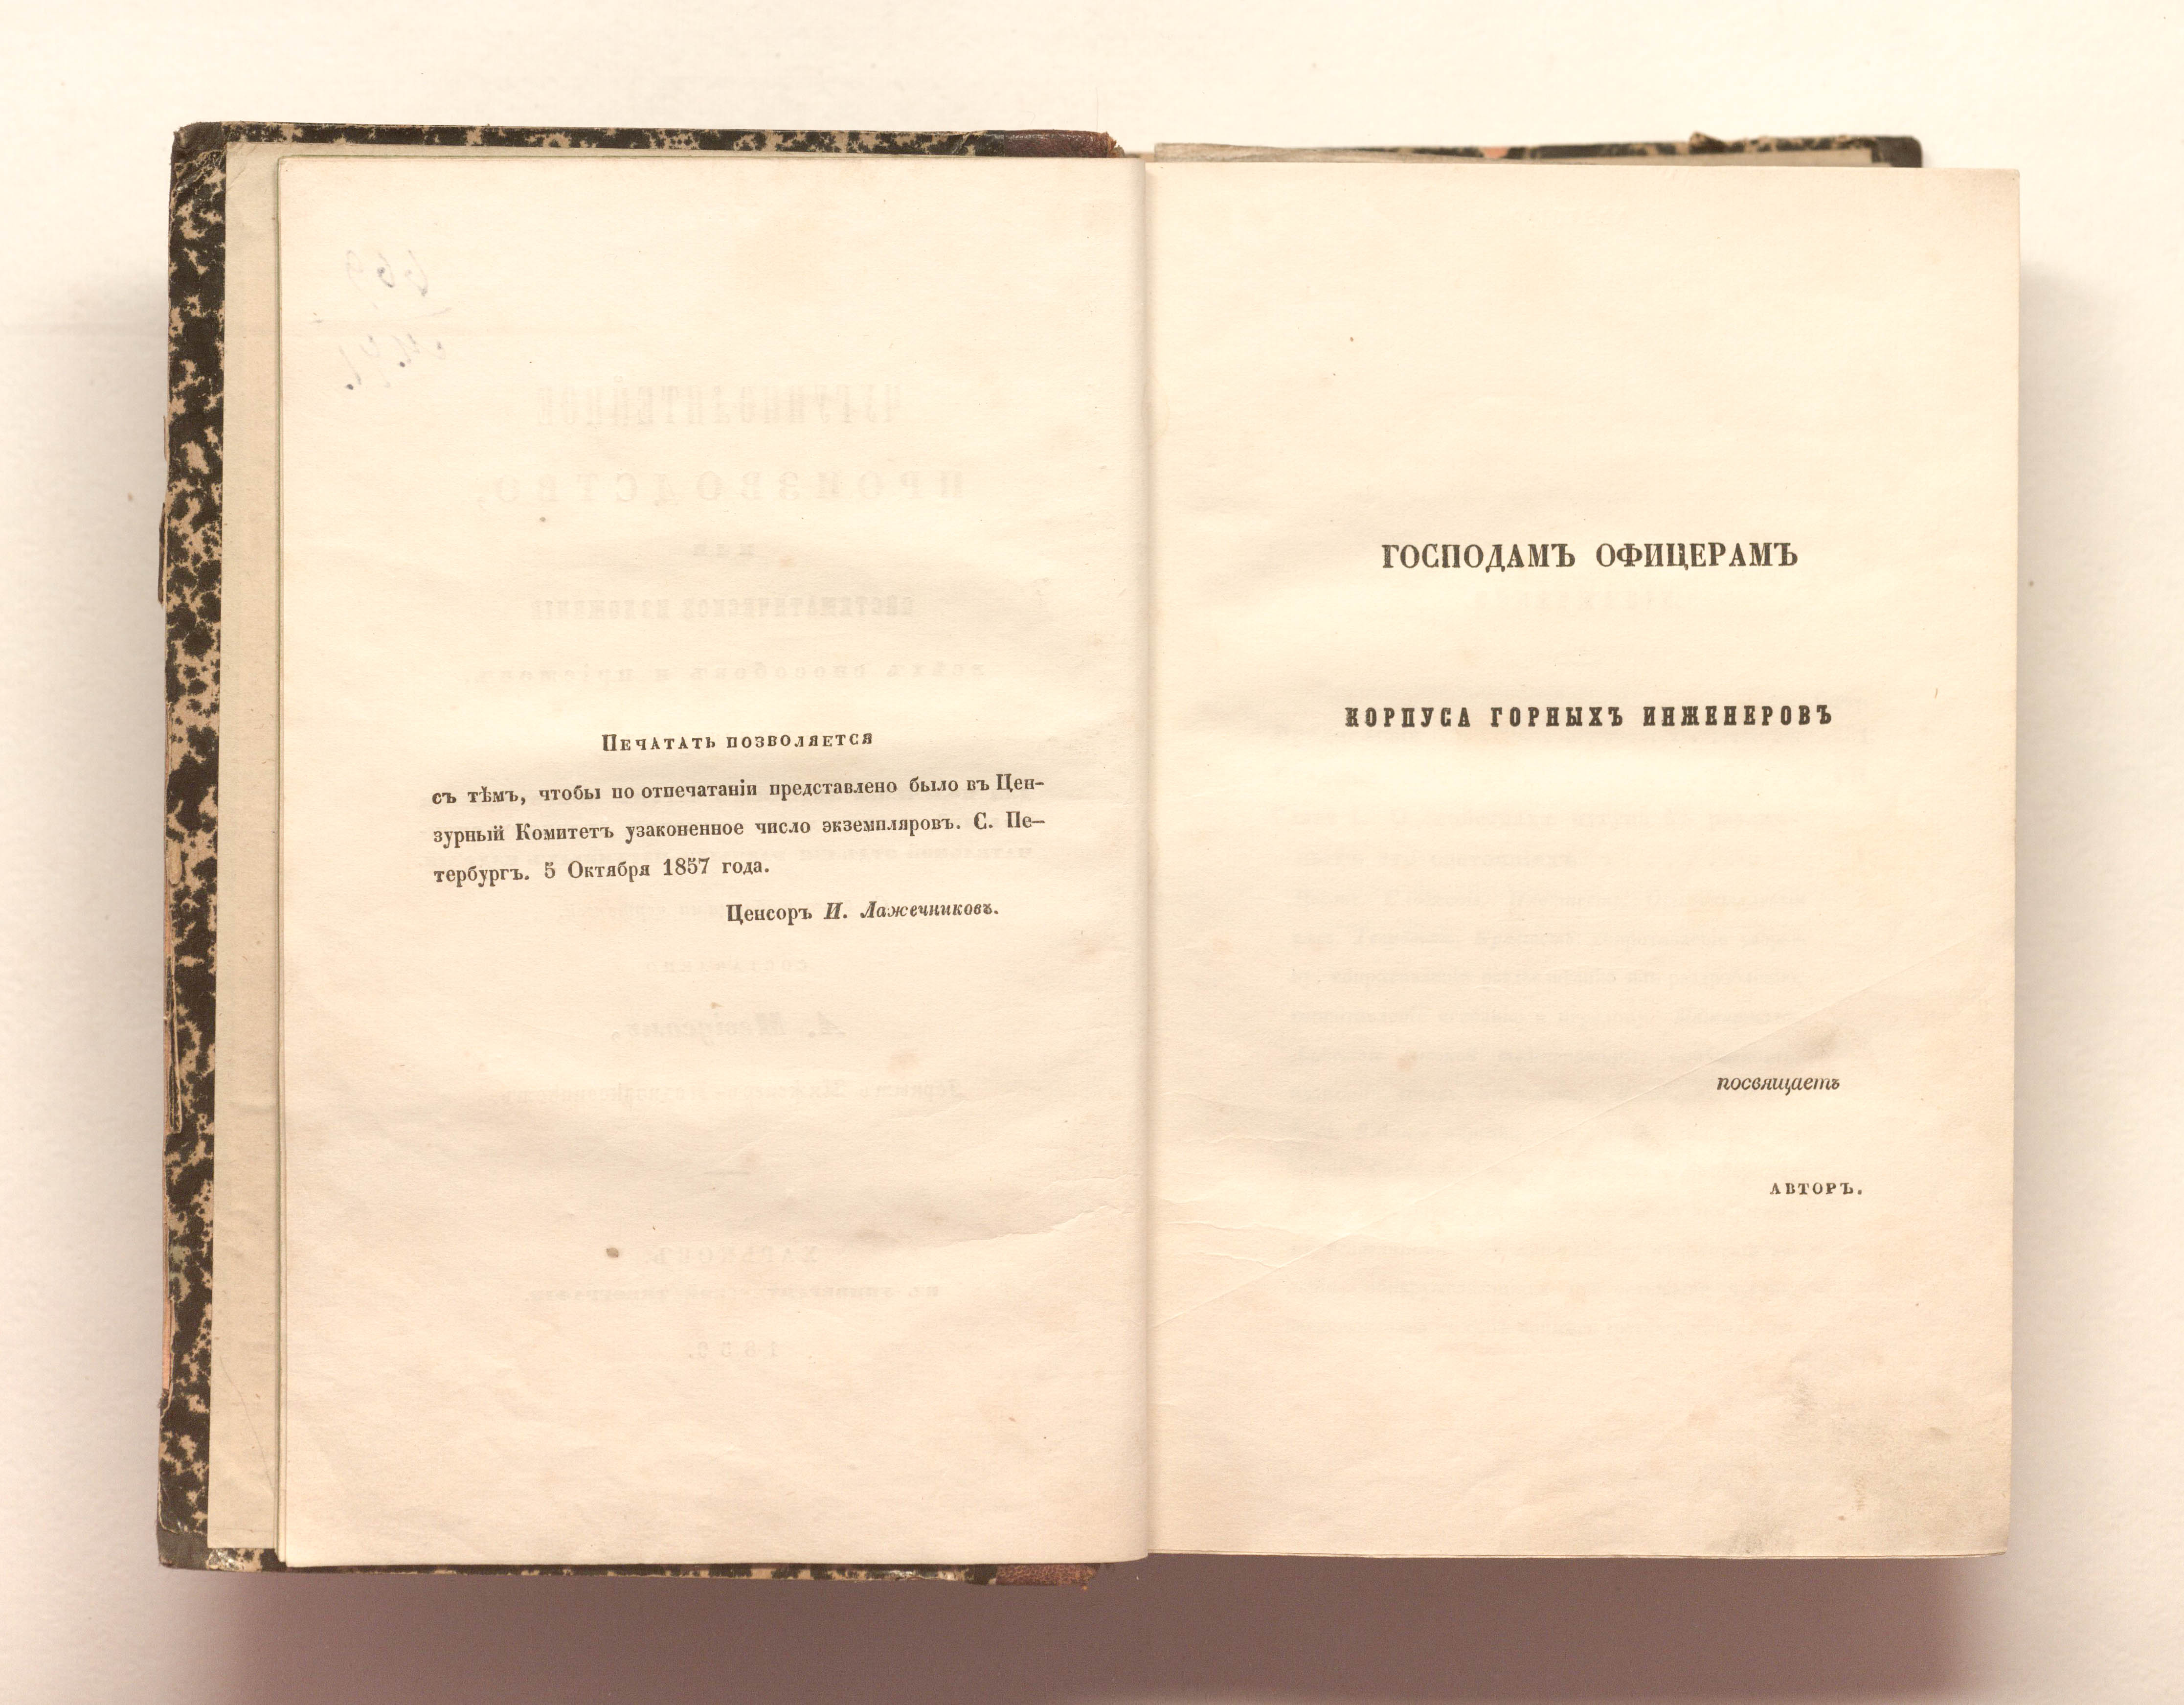 Печатать позволяется
съ тѣмъ, чтобы по отпечатаніи представлено было въ Цен-
зурный Комитетъ узаконенное число экземпляровъ. С. Пе-
тербургъ. 5 Октября 1857 года.
Ценсоръ И. Лажечниковъ.
ГОСПОДАМЪ ОФИЦЕРАМЪ
КОРПУСА ГОРНЫХЪ ИНЖЕНЕРОВЪ
посвящаетъ
АВТОРЪ.